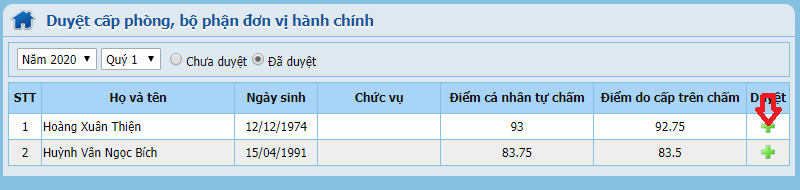 Duyệt cấp phòng, bộ phận đơn vị hành chính
Năm 2020 Quý 1 Chưa duyệt Đã duyệt
STT Họ và tên Ngày sinh Chức vụ Điểm cá nhân tự chấm Điểm do cấp trên chấm Duyệt
1 Hoàng Xuân Thiện 12/12/1974 93 92.75
2 Huỳnh Vân Ngọc Bích 15/04/1991 83.75 83.5